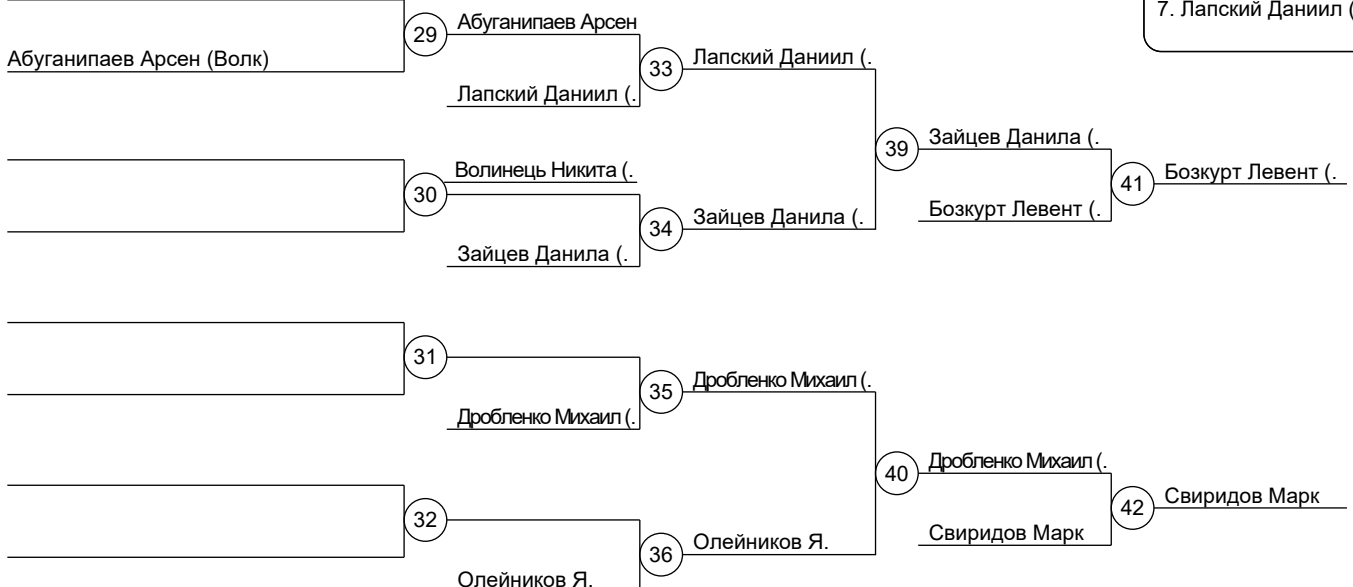 7. Лапский Даниил (
29
Абуганипаев Арсен
Абуганипаев Арсен (Волк)
33
Лапский Даниил (.
Лапский Даниил (.
39
Зайцев Данила (.
30
Волинець Никита (.
41
Бозкурт Левент (.
Бозкурт Левент (.
34
Зайцев Данила (.
Зайцев Данила (.
31
35
Дробленко Михаил (.
Дробленко Михаил (.
40
Дробленко Михаил (.
32
42
Свиридов Марк
Свиридов Марк
36
Олейников Я.
Олейников Я.